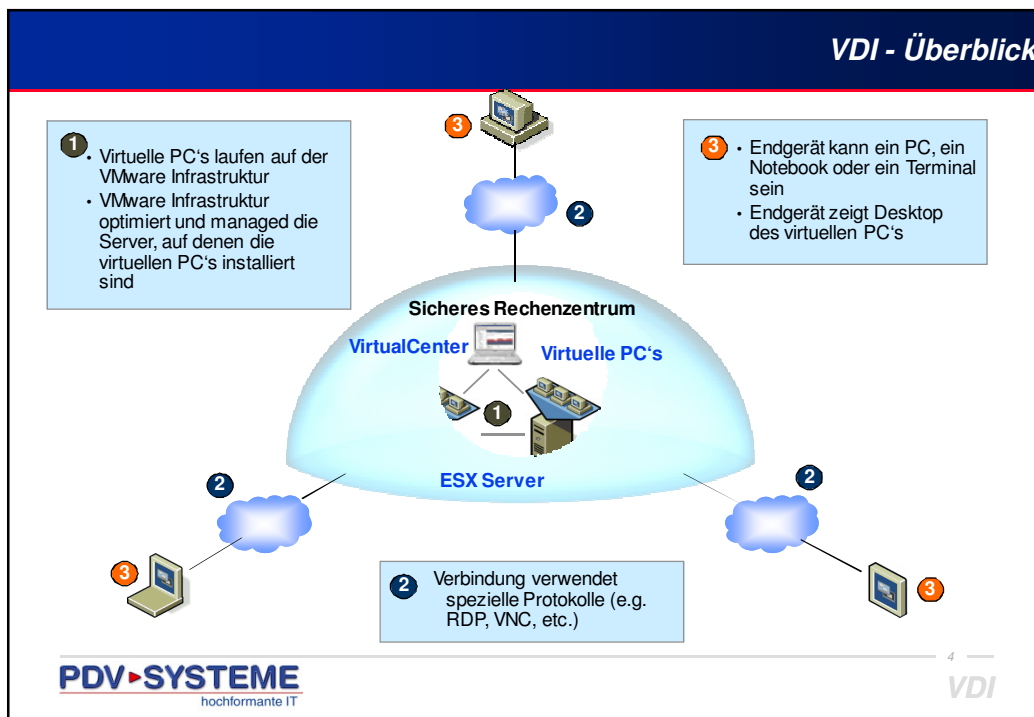 VDI - Überblick
3
1
• Virtuelle PC‘s laufen auf der
VMware Infrastruktur
• VMware Infrastruktur
optimiert und managed die
Server, auf denen die
virtuellen PC‘s installiert
sind
3
• Endgerät kann ein PC, ein
Notebook oder ein Terminal
sein
• Endgerät zeigt Desktop
des virtuellen PC‘s
2
Sicheres Rechenzentrum
VirtualCenter
Virtuelle PC‘s
1
ESX Server
2
2
3
3
2
Verbindung verwendet
spezielle Protokolle (e.g.
RDP, VNC, etc.)
PDV SYSTEME
hochformante IT
4
VDI